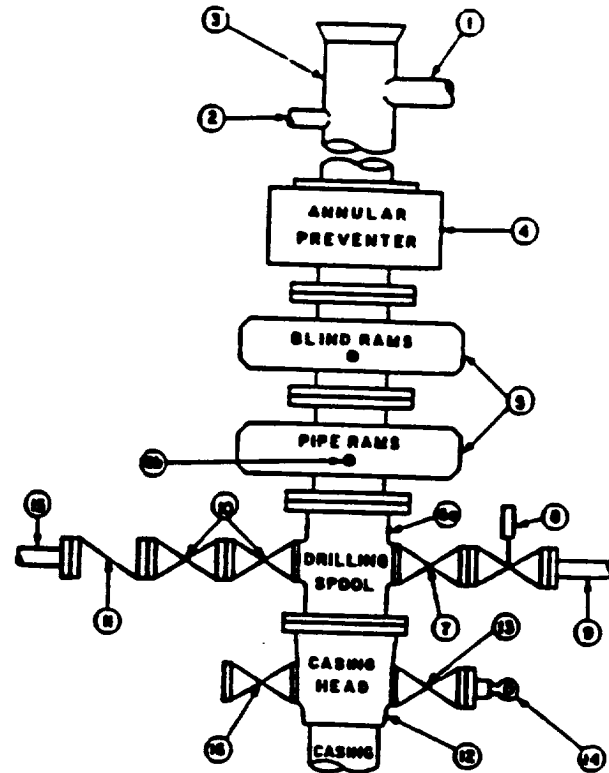 3
1
2
ANNULAR
PREVENTER
4
BLIND RAMS
5
PIPE RAMS
10
8
DRILLING
SPOOL
11
7
9
13
CASING
HEAD
12
14
CASING